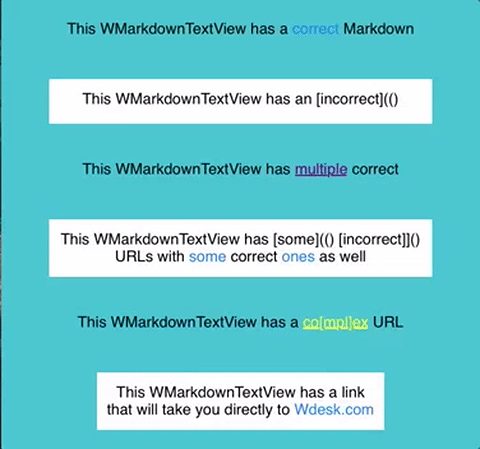 This WMarkdownTextView has a correct Markdown
This WMarkdownTextView has an [incorrect](()
This WMarkdownTextView has multiple correct
This WMarkdownTextView has [some](() [incorrect]]()
URLs with some correct ones as well
This WMarkdownTextView has a co[mpl]ex URL
This WMarkdownTextView has a link
that will take you directly to Wdesk.com